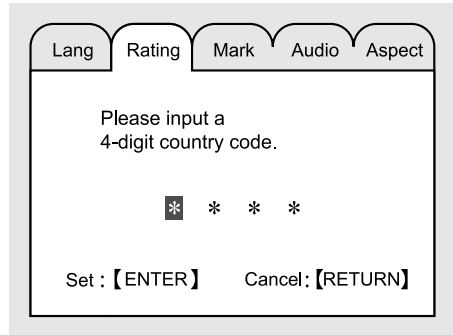 Lang Rating Mark Audio Aspect
Please input a
4-digit country code.
* * * *
Set :【ENTER】 Cancel:【RETURN】